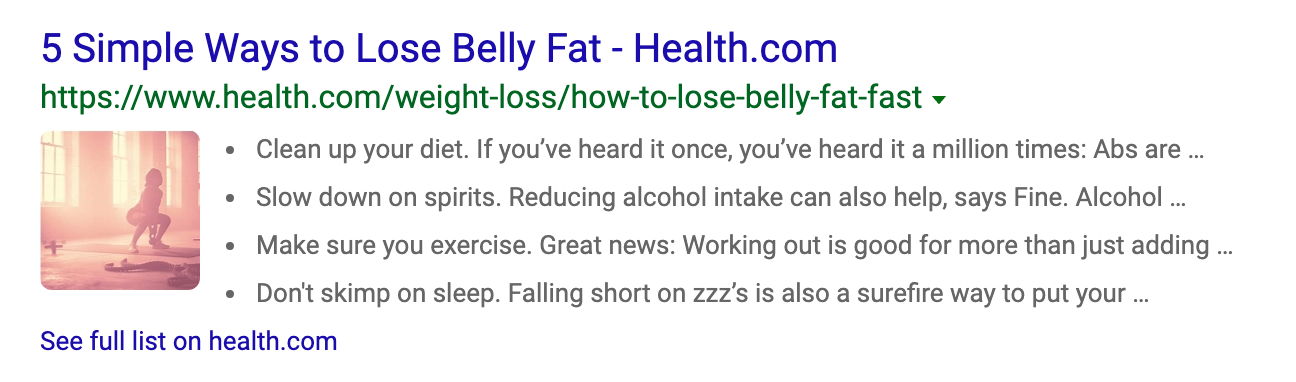 5 Simple Ways to Lose Belly Fat - Health.com
https://www.health.com/weight-loss/how-to-lose-belly-fat-fast
• Clean up your diet. If you’ve heard it once, you’ve heard it a million times: Abs are ...
• Slow down on spirits. Reducing alcohol intake can also help, says Fine. Alcohol ...
• Make sure you exercise. Great news: Working out is good for more than just adding ...
• Don't skimp on sleep. Falling short on zzz’s is also a surefire way to put your ...
See full list on health.com